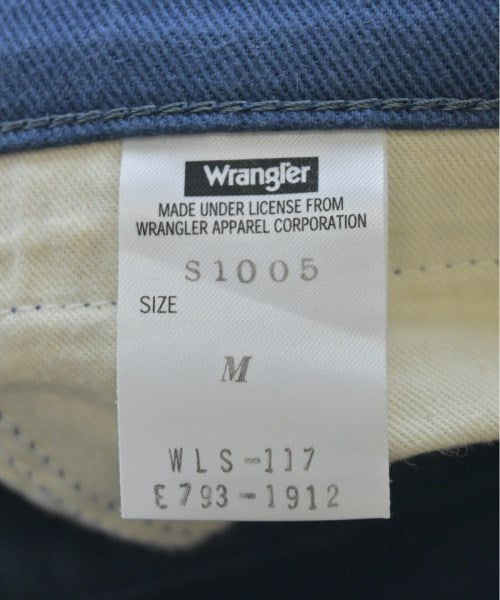 Wrangler
MADE UNDER LICENSE FROM
WRANGLER APPAREL CORPORATION
S1005
SIZE
M
WLS-117
E793-1912